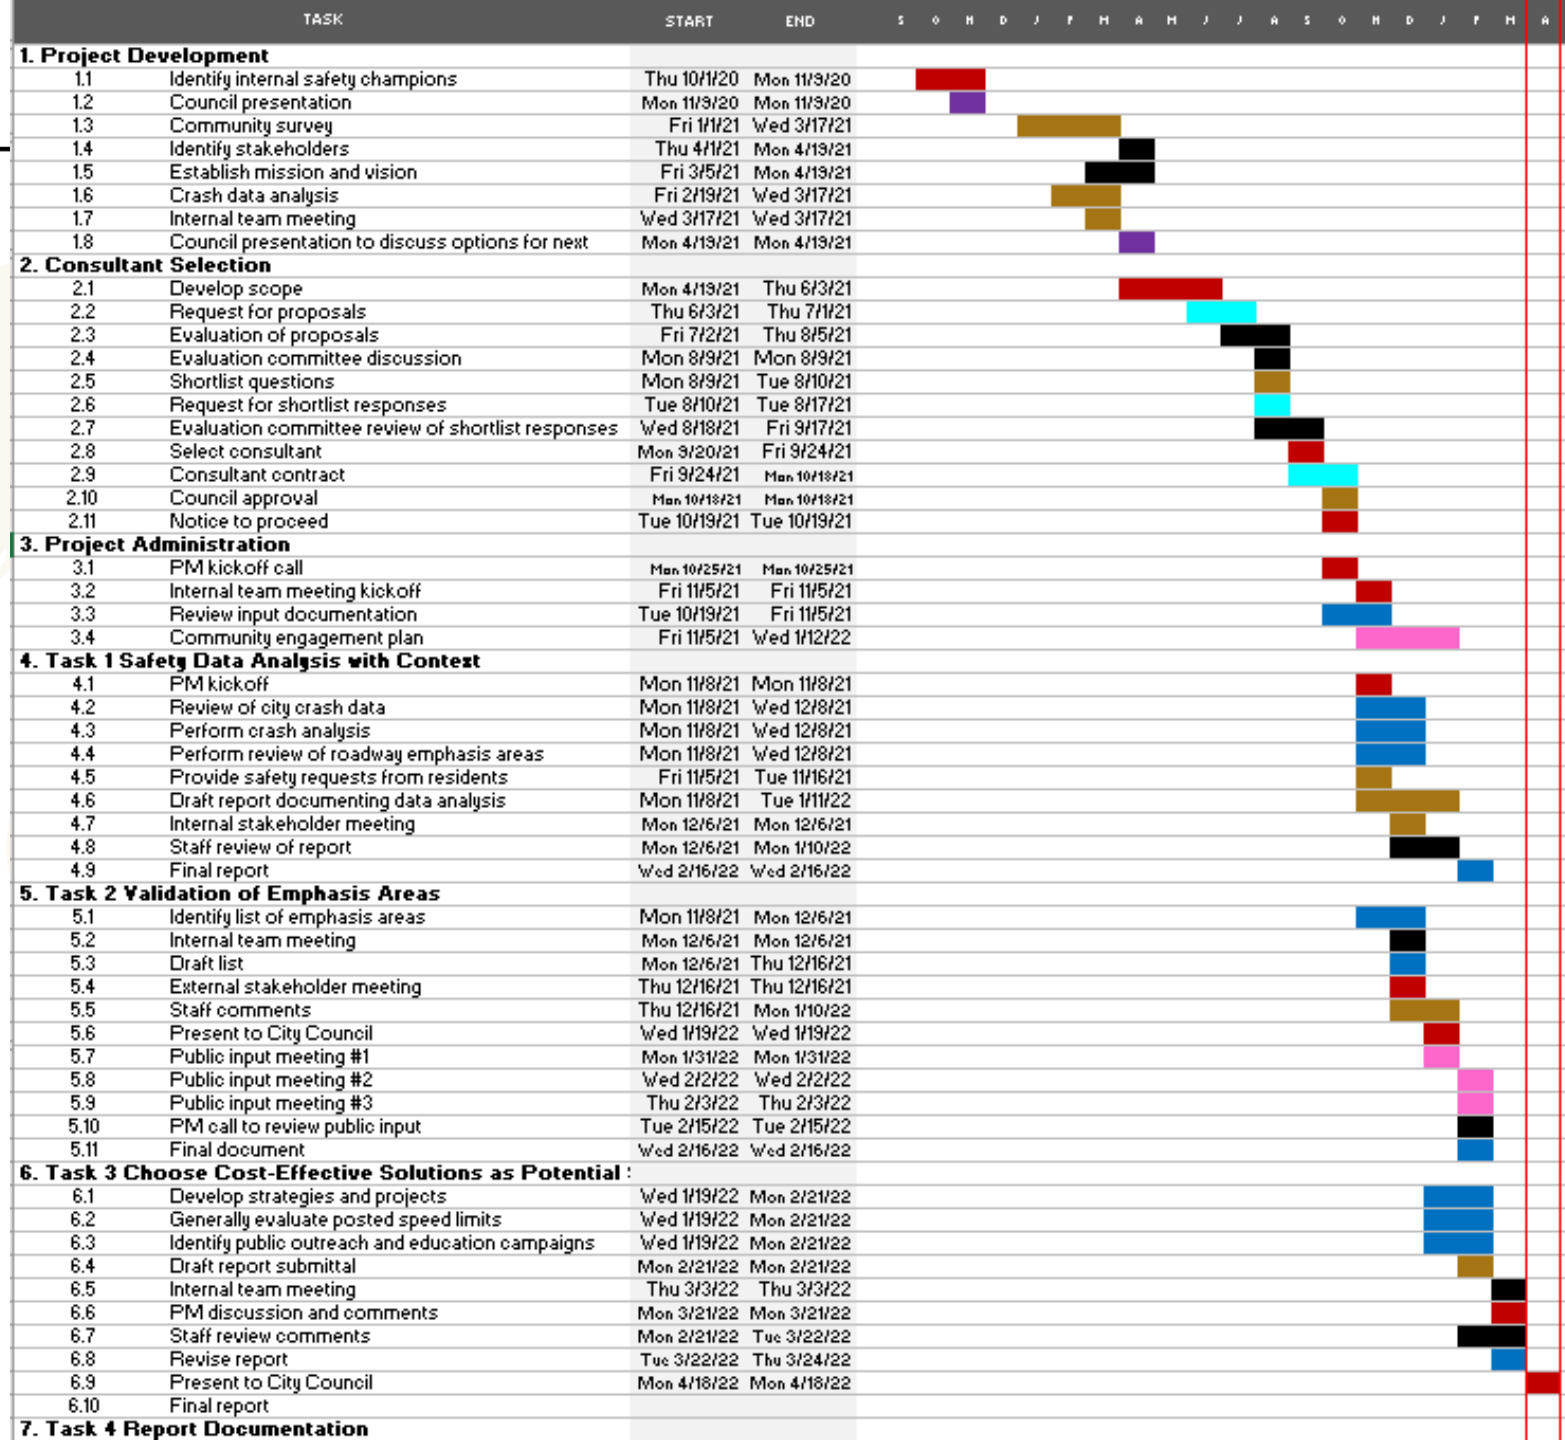 TASK START END S O N D J F M A M J J A S O N D J F M A
1. Project Development
1.1 Identify internal safety champions Thu 10/1/20 Mon 11/9/20
1.2 Council presentation Mon 11/9/20 Mon 11/9/20
1.3 Community survey Fri 1/1/21 Wed 3/17/21
1.4 Identify stakeholders Thu 4/1/21 Mon 4/19/21
1.5 Establish mission and vision Fri 3/5/21 Mon 4/19/21
1.6 Crash data analysis Fri 2/19/21 Wed 3/17/21
1.7 Internal team meeting Wed 3/17/21 Wed 3/17/21
1.8 Council presentation to discuss options for next Mon 4/19/21 Mon 4/19/21
2. Consultant Selection
2.1 Develop scope Mon 4/19/21 Thu 6/3/21
2.2 Request for proposals Thu 6/3/21 Thu 7/1/21
2.3 Evaluation of proposals Fri 7/2/21 Thu 8/5/21
2.4 Evaluation committee discussion Mon 8/9/21 Mon 8/9/21
2.5 Shortlist questions Mon 8/9/21 Tue 8/10/21
2.6 Request for shortlist responses Tue 8/10/21 Tue 8/17/21
2.7 Evaluation committee review of shortlist responses Wed 8/18/21 Fri 9/17/21
2.8 Select consultant Mon 9/20/21 Fri 9/24/21
2.9 Consultant contract Fri 9/24/21 Mon 10/18/21
2.10 Council approval Mon 10/18/21 Mon 10/18/21
2.11 Notice to proceed Tue 10/19/21 Tue 10/19/21
3. Project Administration
3.1 PM kickoff call Mon 10/25/21 Mon 10/25/21
3.2 Internal team meeting kickoff Fri 11/5/21 Fri 11/5/21
3.3 Review input documentation Tue 10/19/21 Fri 11/5/21
3.4 Community engagement plan Fri 11/5/21 Wed 1/12/22
4. Task 1 Safety Data Analysis with Context
4.1 PM kickoff Mon 11/8/21 Mon 11/8/21
4.2 Review of city crash data Mon 11/8/21 Wed 12/8/21
4.3 Perform crash analysis Mon 11/8/21 Wed 12/8/21
4.4 Perform review of roadway emphasis areas Mon 11/8/21 Wed 12/8/21
4.5 Provide safety requests from residents Fri 11/5/21 Tue 11/16/21
4.6 Draft report documenting data analysis Mon 11/8/21 Tue 1/11/22
4.7 Internal stakeholder meeting Mon 12/6/21 Mon 12/6/21
4.8 Staff review of report Mon 12/6/21 Mon 1/10/22
4.9 Final report Wed 2/16/22 Wed 2/16/22
5. Task 2 Validation of Emphasis Areas
5.1 Identify list of emphasis areas Mon 11/8/21 Mon 12/6/21
5.2 Internal team meeting Mon 12/6/21 Mon 12/6/21
5.3 Draft list Mon 12/6/21 Thu 12/16/21
5.4 External stakeholder meeting Thu 12/16/21 Thu 12/16/21
5.5 Staff comments Thu 12/16/21 Mon 1/10/22
5.6 Present to City Council Wed 1/19/22 Wed 1/19/22
5.7 Public input meeting #1 Mon 1/31/22 Mon 1/31/22
5.8 Public input meeting #2 Wed 2/2/22 Wed 2/2/22
5.9 Public input meeting #3 Thu 2/3/22 Thu 2/3/22
5.10 PM call to review public input Tue 2/15/22 Tue 2/15/22
5.11 Final document Wed 2/16/22 Wed 2/16/22
6. Task 3 Choose Cost-Effective Solutions as Potential
6.1 Develop strategies and projects Wed 1/19/22 Mon 2/21/22
6.2 Generally evaluate posted speed limits Wed 1/19/22 Mon 2/21/22
6.3 Identify public outreach and education campaigns Wed 1/19/22 Mon 2/21/22
6.4 Draft report submittal Mon 2/21/22 Mon 2/21/22
6.5 Internal team meeting Thu 3/3/22 Thu 3/3/22
6.6 PM discussion and comments Mon 3/21/22 Mon 3/21/22
6.7 Staff review comments Mon 2/21/22 Tue 3/22/22
6.8 Revise report Tue 3/22/22 Thu 3/24/22
6.9 Present to City Council Mon 4/18/22 Mon 4/18/22
6.10 Final report
7. Task 4 Report Documentation